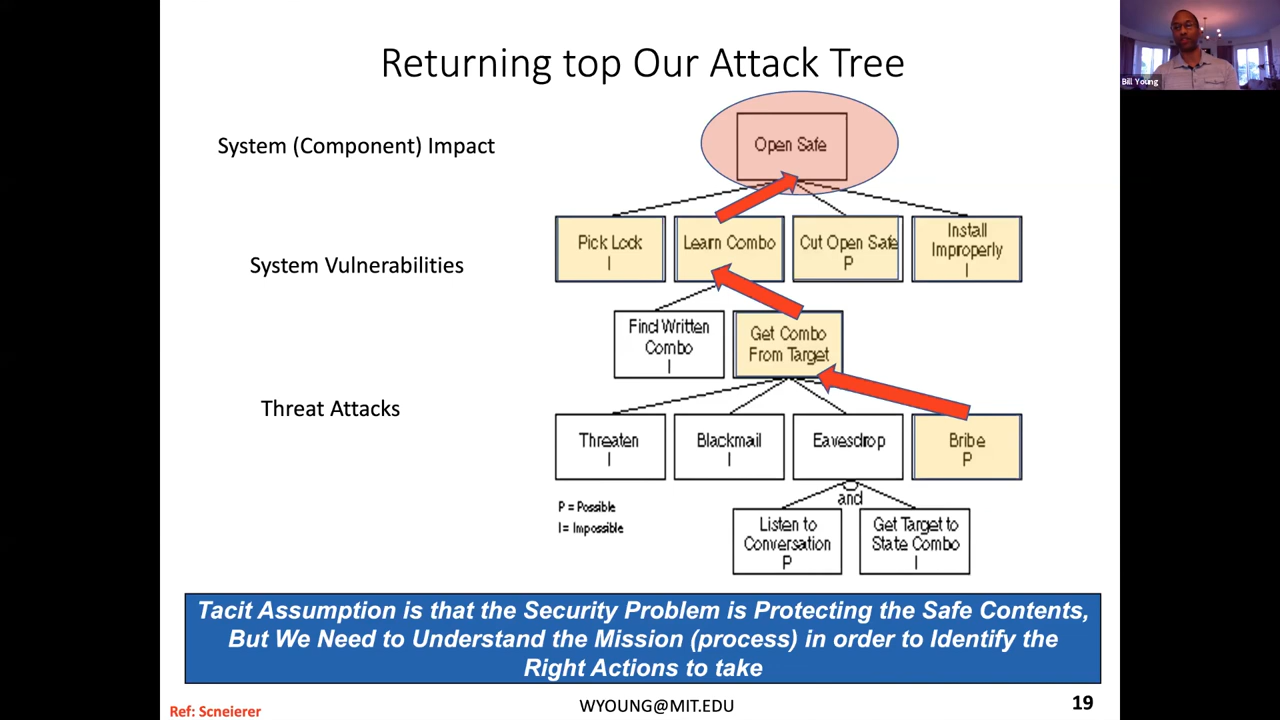 Returning top Our Attack Tree
Bill Young
System (Component) Impact
Open Safe
System Vulnerabilities
Pick Lock
I
Learn Combo
Cut Open Safe
P
Install
Improperly
I
Find Written
Combo
I
Get Combo
From Target
Threat Attacks
Threaten
I
Blackmail
I
Eavesdrop
Bribe
P
and
P = Possible
I = Impossible
Listen to
Conversation
P
Get Target to
State Combo
I
Tacit Assumption is that the Security Problem is Protecting the Safe Contents,
But We Need to Understand the Mission (process) in order to Identify the
Right Actions to take
Ref: Scneierer
WYOUNG@MIT.EDU
19